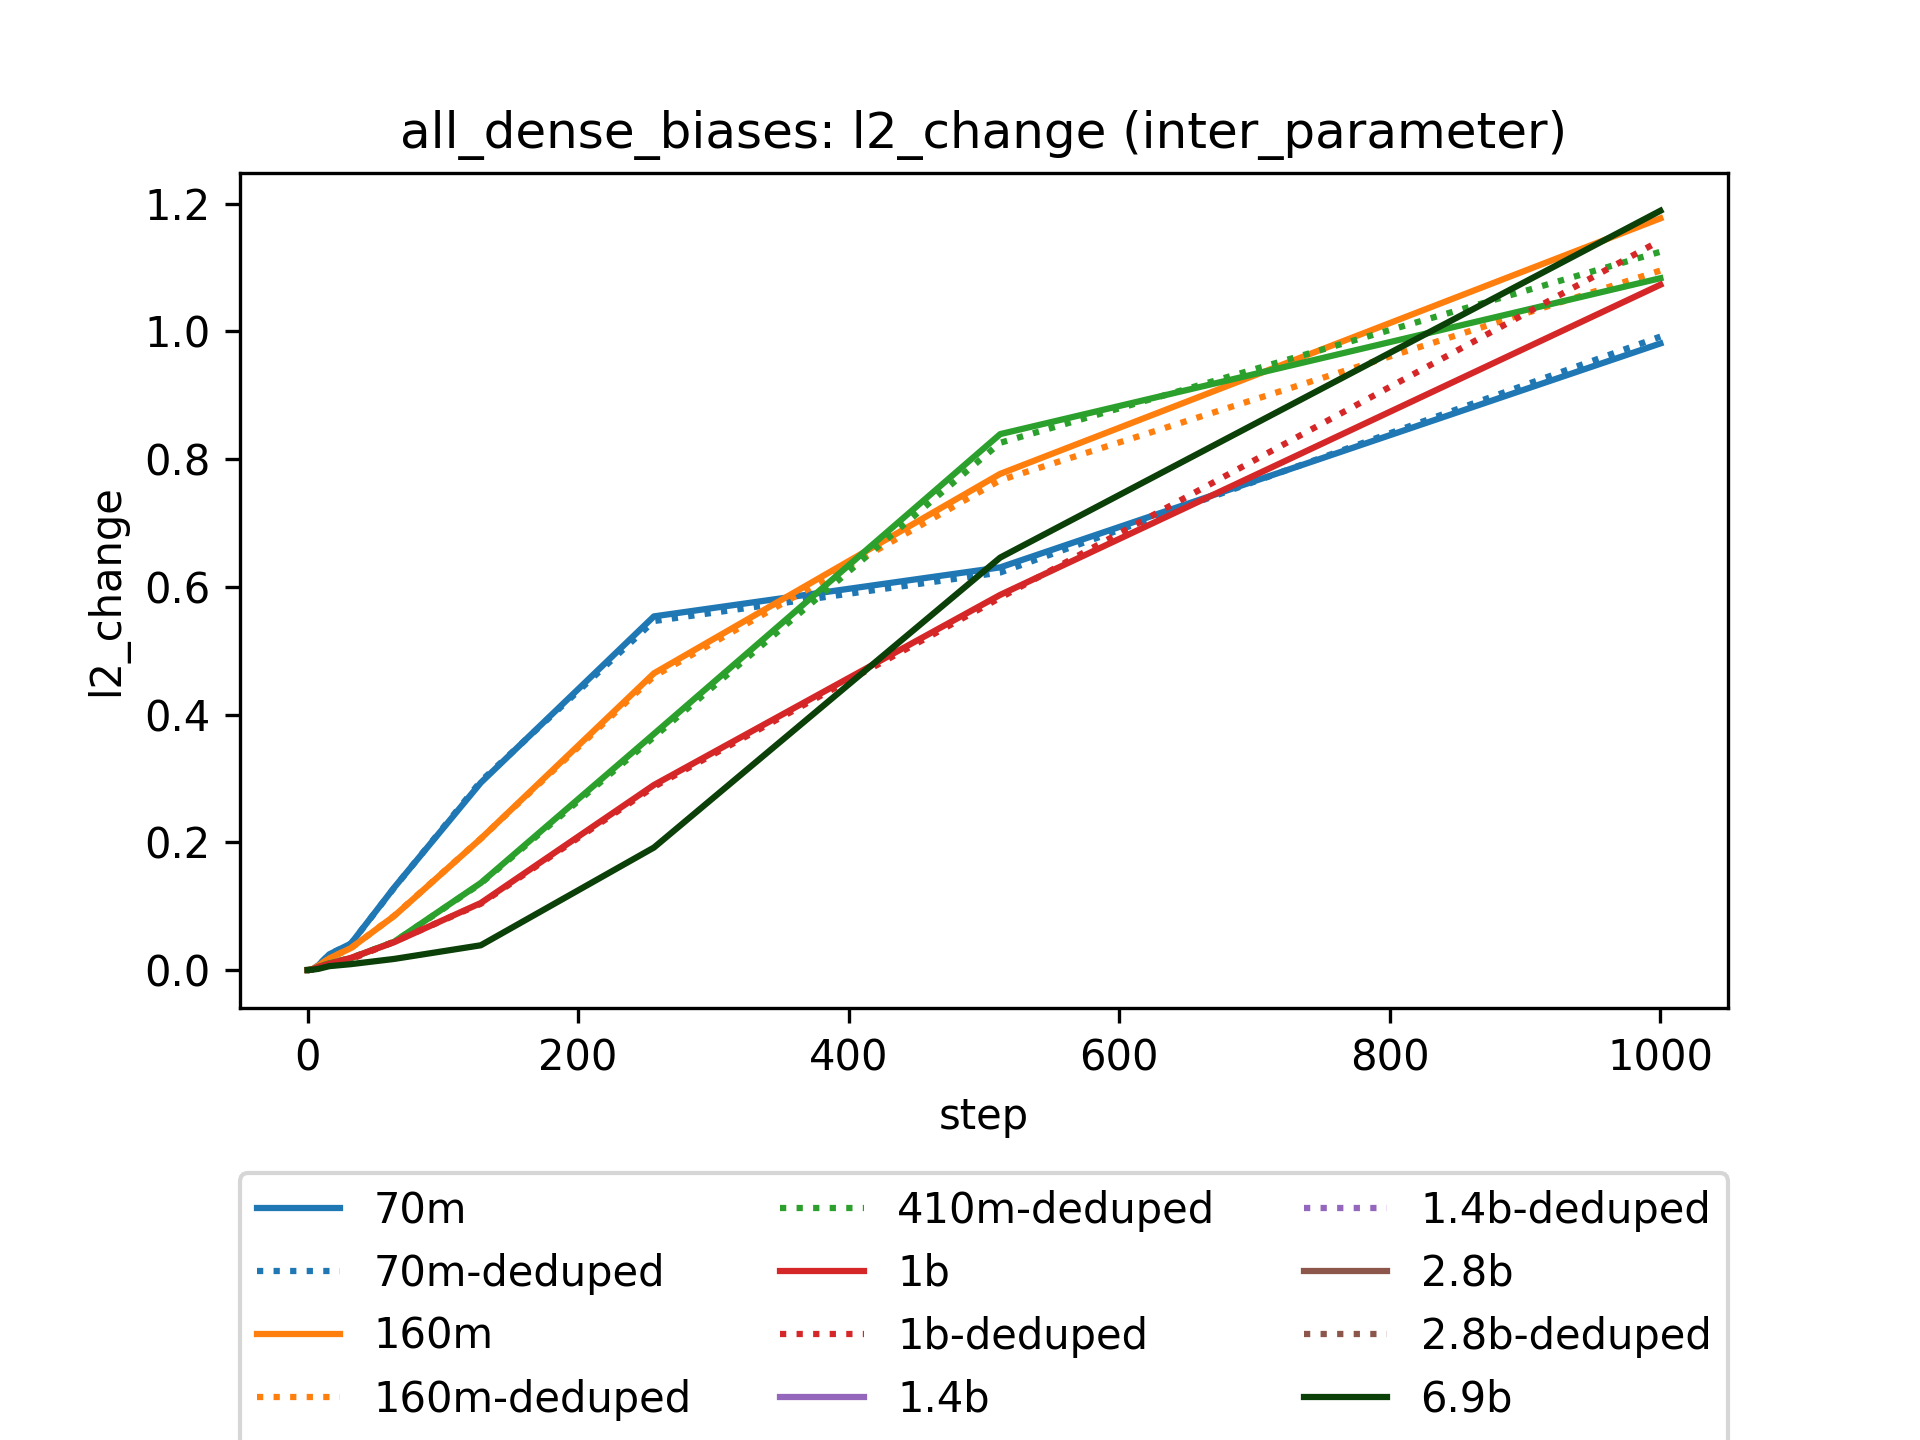 all_dense_biases: l2_change (inter_parameter)
1.2
1.0
0.8
0.6
0.4
0.2
0.0
l2_change
0 200 400 600 800 1000
step
70m 410m-deduped 1.4b-deduped
70m-deduped 1b 2.8b
160m 1b-deduped 2.8b-deduped
160m-deduped 1.4b 6.9b